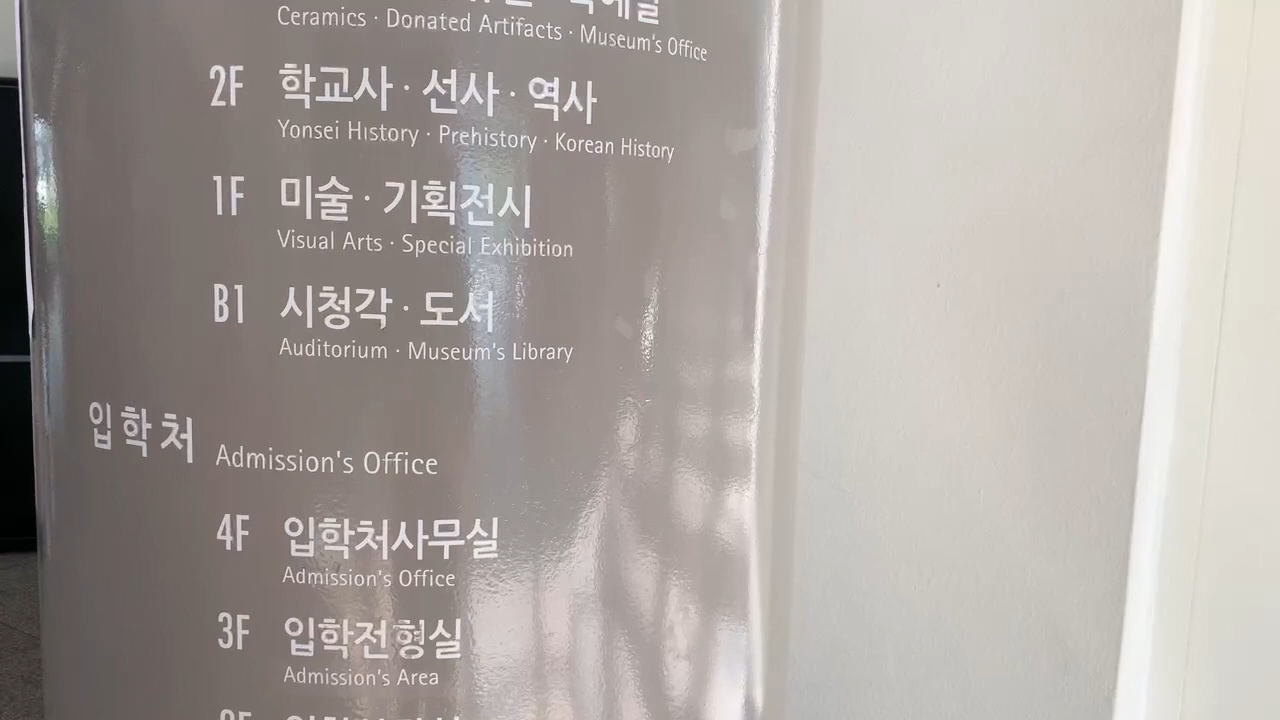 Ceramics · Donated Artifacts · Museum's Office
2F 학교사 · 선사 · 역사
Yonsei History · Prehistory · Korean History
1F 미술 · 기획전시
Visual Arts · Special Exhibition
B1 시청각 · 도서
Auditorium · Museum's Library
입학처 Admission's Office
4F 입학처사무실
Admission's Office
3F 입학전형실
Admission's Area